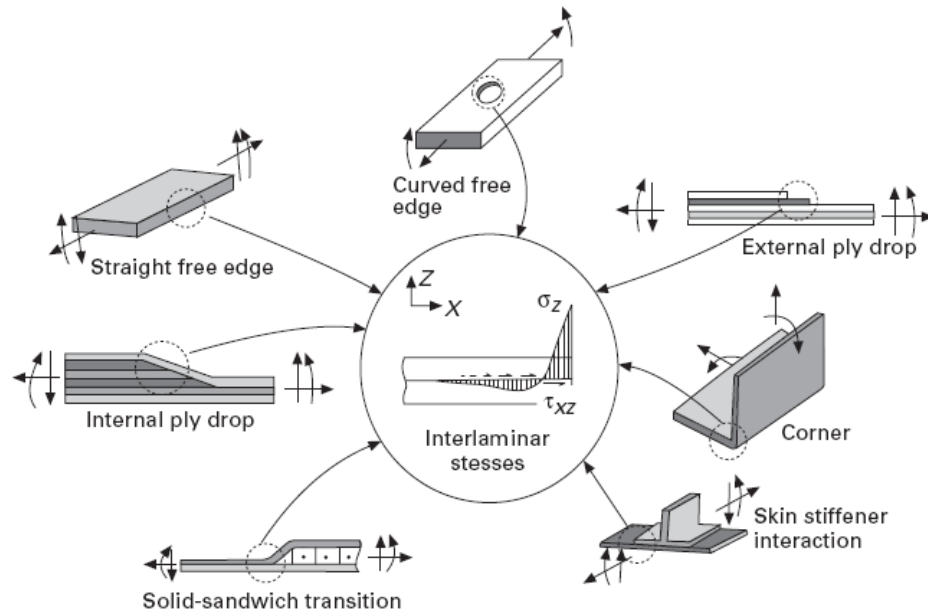 Curved free
edge
Straight free edge
External ply drop
Z
X
σz
τxz
Interlaminar
stesses
Internal ply drop
Corner
Skin stiffener
interaction
Solid-sandwich transition